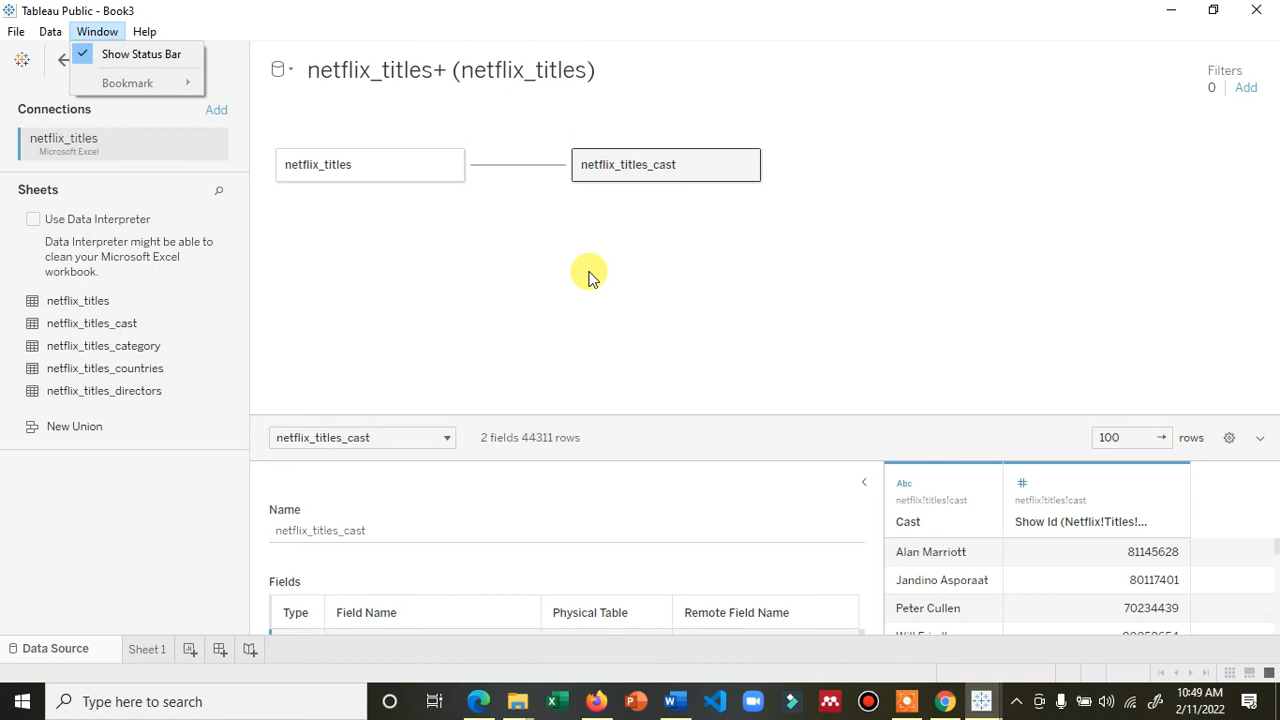 Tableau Public - Book3
File Data Window Help
Show Status Bar
Bookmark
netflix_titles+ (netflix_titles)
Filters
0 Add
Connections Add
netflix_titles
Microsoft Excel
netflix_titles netflix_titles_cast
Sheets
Use Data Interpreter
Data Interpreter might be able to
clean your Microsoft Excel
workbook.
netflix_titles
netflix_titles_cast
netflix_titles_category
netflix_titles_countries
netflix_titles_directors
New Union
netflix_titles_cast 2 fields 44311 rows 100 rows
Name
netflix_titles_cast
Fields
Type Field Name Physical Table Remote Field Name
Abc #
netflix!titles!cast netflix!titles!cast
Cast Show Id (Netflix!Titles!...
Alan Marriott 81145628
Jandino Asporaat 80117401
Peter Cullen 70234439
Data Source Sheet 1
Type here to search
10:49 AM
2/11/2022